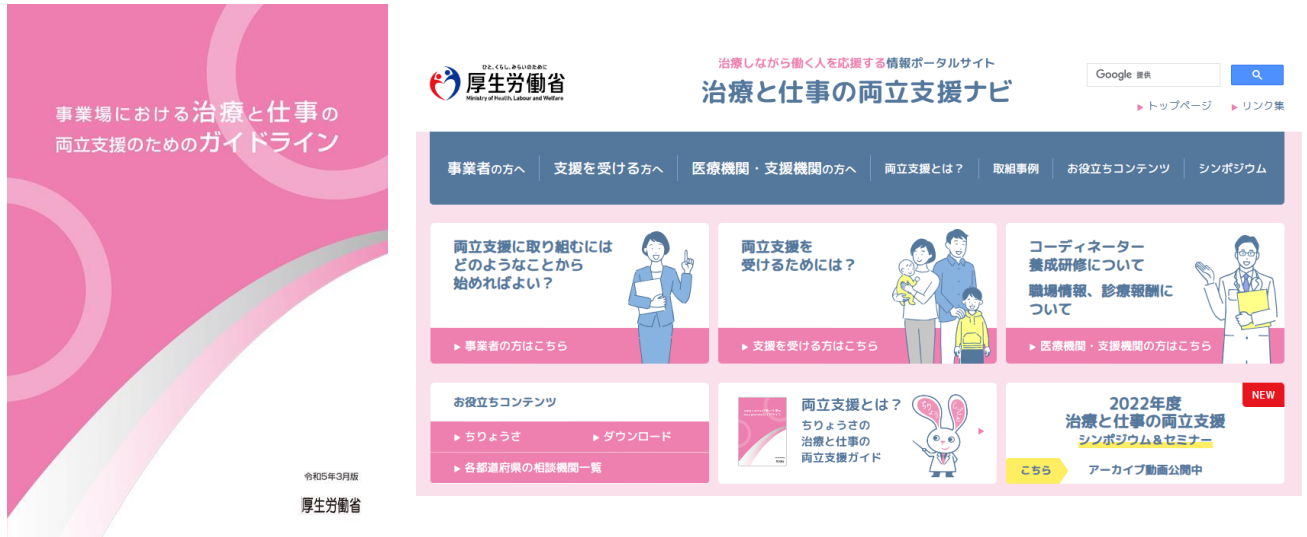 事業場における治療と仕事の
両立支援のためのガイドライン
令和5年3月版
厚生労働省
ひと、くらし、みらいのために
厚生労働省
Ministry of Health, Labour and Welfare
治療しながら働く人を応援する情報ポータルサイト
治療と仕事の両立支援ナビ
Google 提供
トップページ
リンク集
事業者の方へ
支援を受ける方へ
医療機関・支援機関の方へ
両立支援とは?
取組事例
お役立ちコンテンツ
シンポジウム
両立支援に取り組むには
どのようなことから
始めればよい?
事業者の方はこちら
両立支援を
受けるためには?
支援を受ける方はこちら
コーディネーター
養成研修について
職場情報、診療報酬に
ついて
医療機関・支援機関の方はこちら
お役立ちコンテンツ
ちりょうさ
ダウンロード
各都道府県の相談機関一覧
両立支援とは?
ちりょうさの
治療と仕事の
両立支援ガイド
ちりょう
しごと
NEW
2022年度
治療と仕事の両立支援
シンポジウム&セミナー
こちら
アーカイブ動画公開中